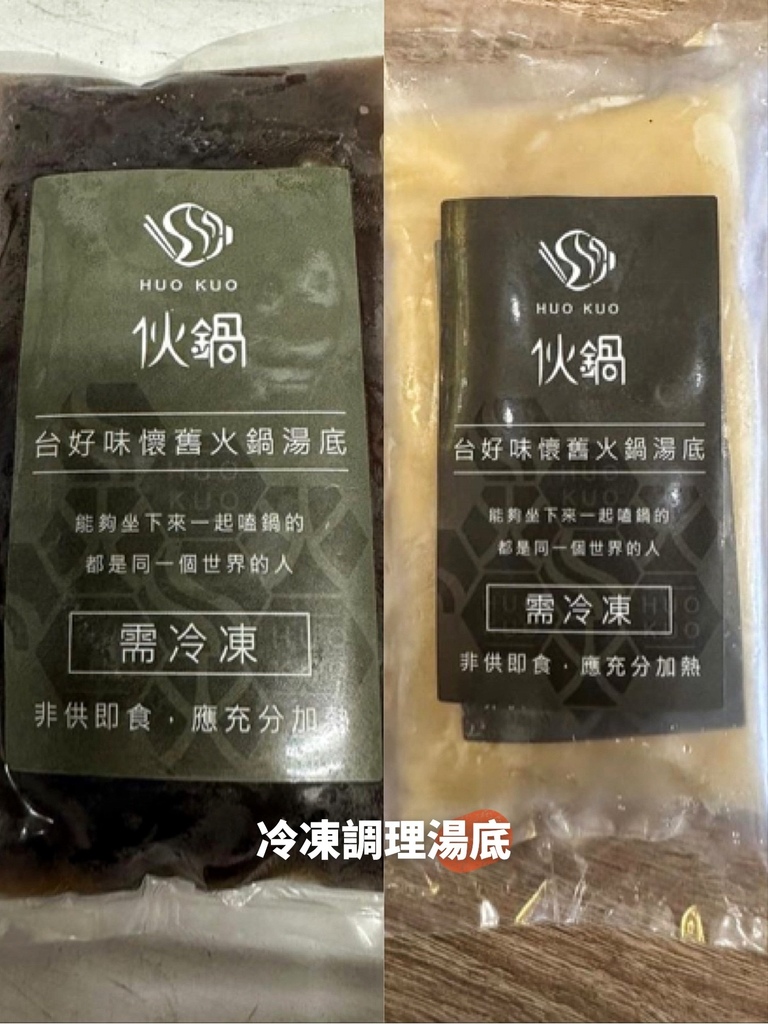 HUO KUO
伙鍋
台好味懷舊火鍋湯底
能夠坐下來一起嗑鍋的
都是同一個世界的人
需冷凍
非供即食，應充分加熱
HUO KUO
伙鍋
台好味懷舊火鍋湯底
能夠坐下來一起嗑鍋的
都是同一個世界的人
需冷凍
非供即食，應充分加熱
冷凍調理湯底